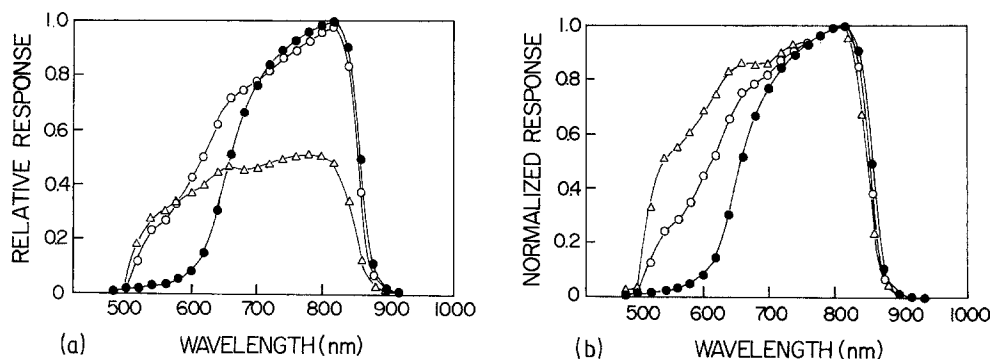 1.0
0.8
0.6
0.4
0.2
0
RELATIVE RESPONSE
500 600 700 800 900 1000
(a) WAVELENGTH (nm)
1.0
0.8
0.6
0.4
0.2
0
NORMALIZED RESPONSE
500 600 700 800 900 1000
(b) WAVELENGTH (nm)